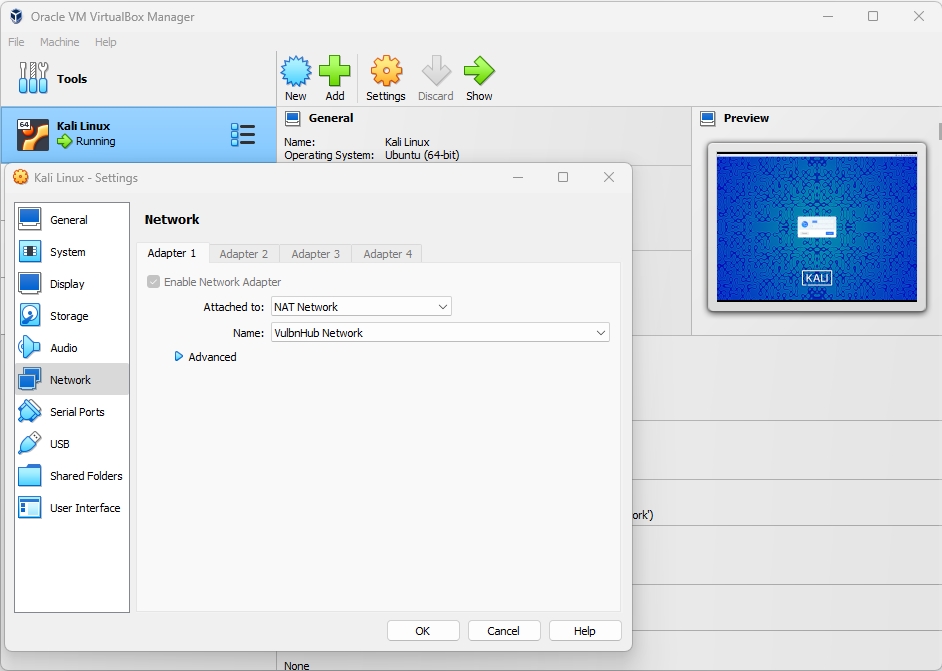 Oracle VM VirtualBox Manager
File Machine Help
Tools
New Add Settings Discard Show
64
Kali Linux
Running
General
Name: Kali Linux
Operating System: Ubuntu (64-bit)
Preview
KALI
Kali Linux - Settings
General
System
Display
Storage
Audio
Network
Serial Ports
USB
Shared Folders
User Interface
Network
Adapter 1 Adapter 2 Adapter 3 Adapter 4
Enable Network Adapter
Attached to: NAT Network
Name: VulbnHub Network
Advanced
OK Cancel Help
ork')
None